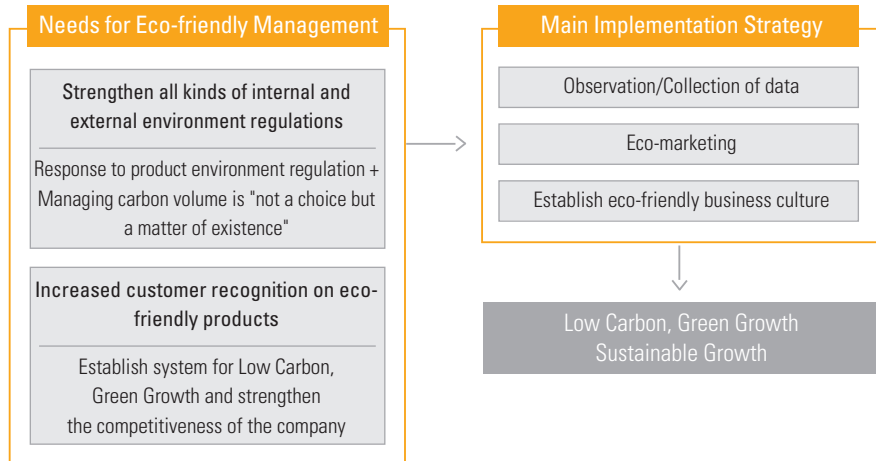 Needs for Eco-friendly Management
Strengthen all kinds of internal and
external environment regulations
Response to product environment regulation +
Managing carbon volume is "not a choice but
a matter of existence"
Increased customer recognition on eco-
friendly products
Establish system for Low Carbon,
Green Growth and strengthen
the competitiveness of the company
Main Implementation Strategy
Observation/Collection of data
Eco-marketing
Establish eco-friendly business culture
Low Carbon, Green Growth
Sustainable Growth